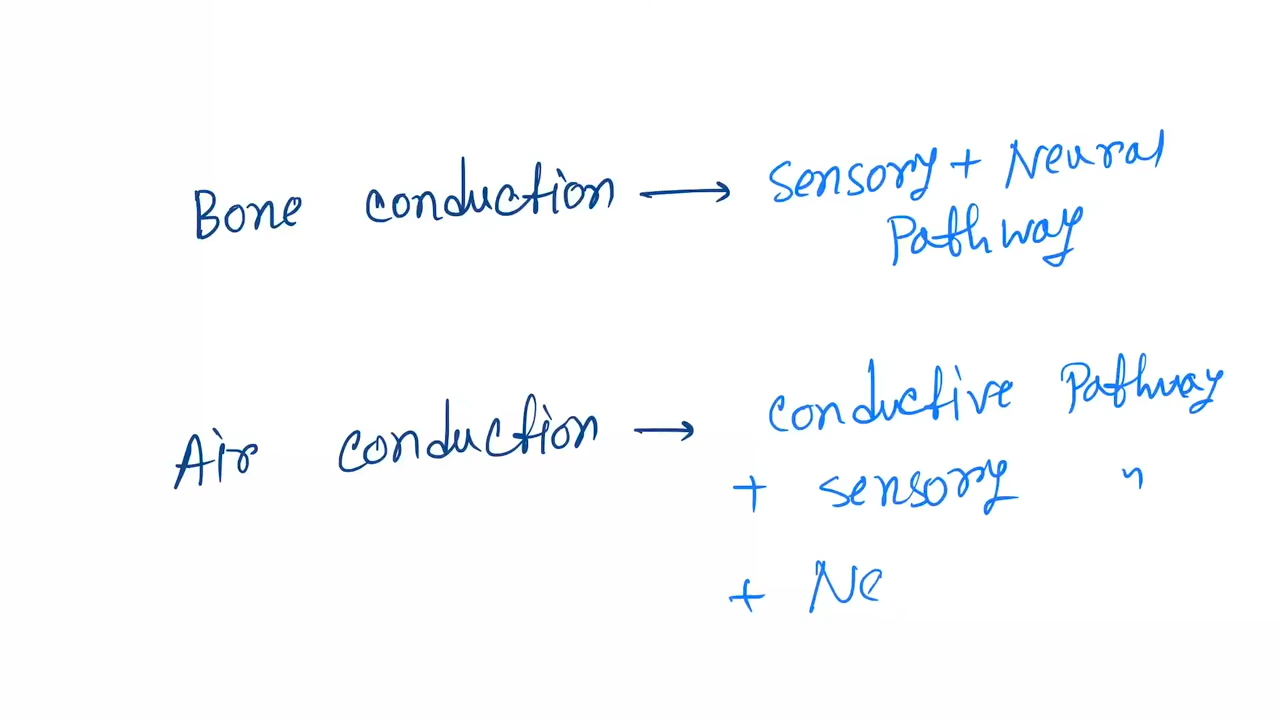 Bone conduction → Sensory + Neural
Pathway
Air conduction → Conductive Pathway
+ Sensory "
+ Ne